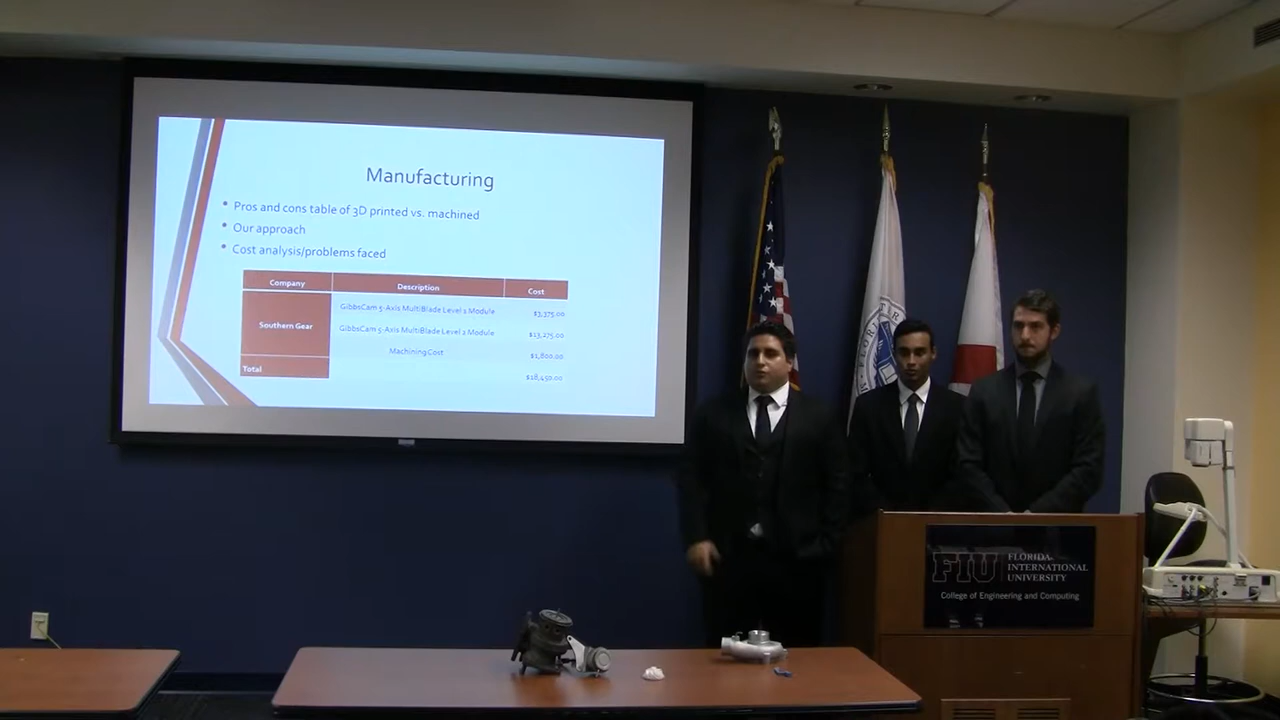 Manufacturing
• Pros and cons table of 3D printed vs. machined
• Our approach
• Cost analysis/problems faced
Company Description Cost
Southern Gear
GibbsCam 5-Axis MultiBlade Level 1 Module $3,375.00
GibbsCam 5-Axis MultiBlade Level 2 Module $13,275.00
Machining Cost $1,800.00
Total $18,450.00
FIU FLORIDA
INTERNATIONAL
UNIVERSITY
College of Engineering and Computing